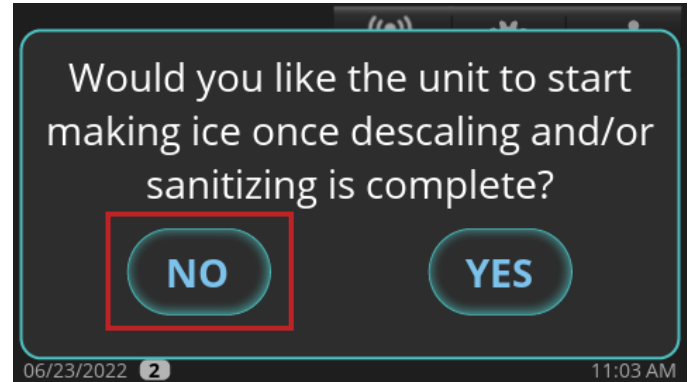 Would you like the unit to start
making ice once descaling and/or
sanitizing is complete?
NO YES
06/23/2022 2 11:03 AM